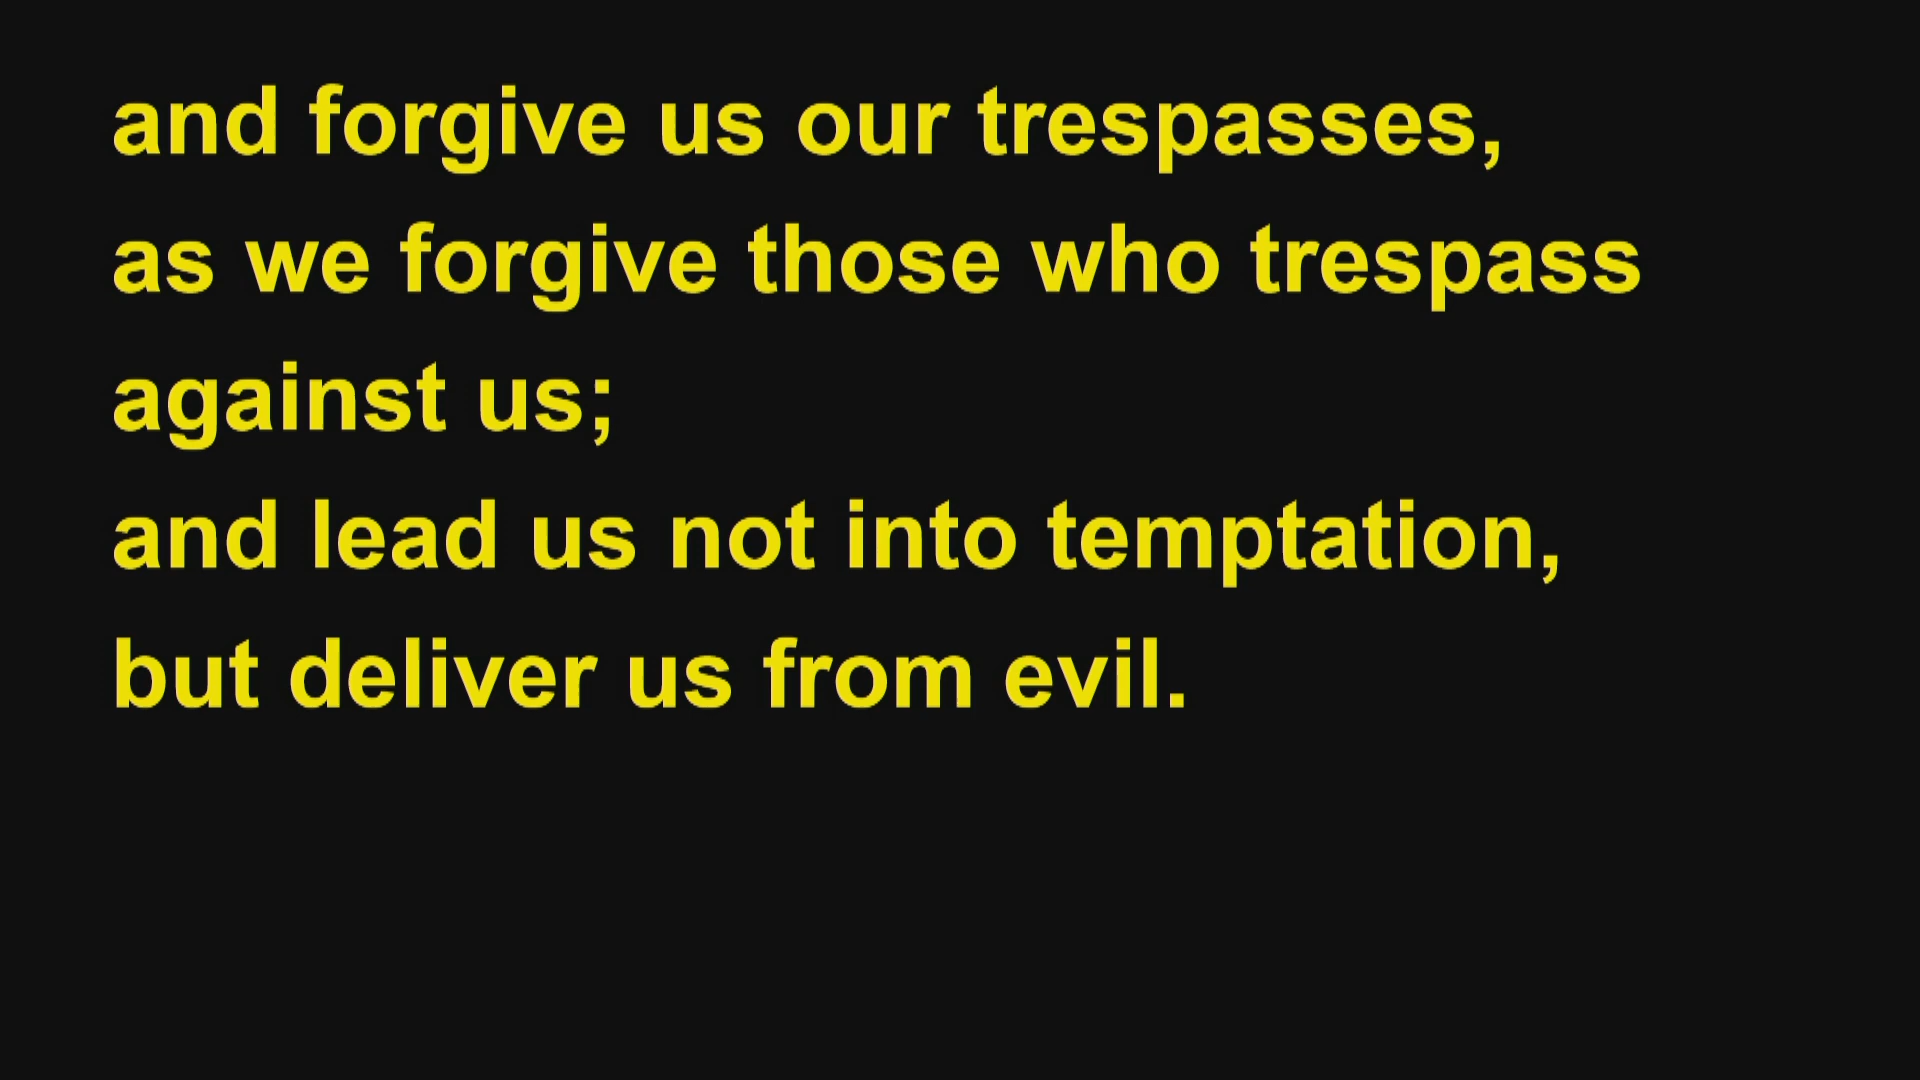 and forgive us our trespasses,
as we forgive those who trespass
against us;
and lead us not into temptation,
but deliver us from evil.